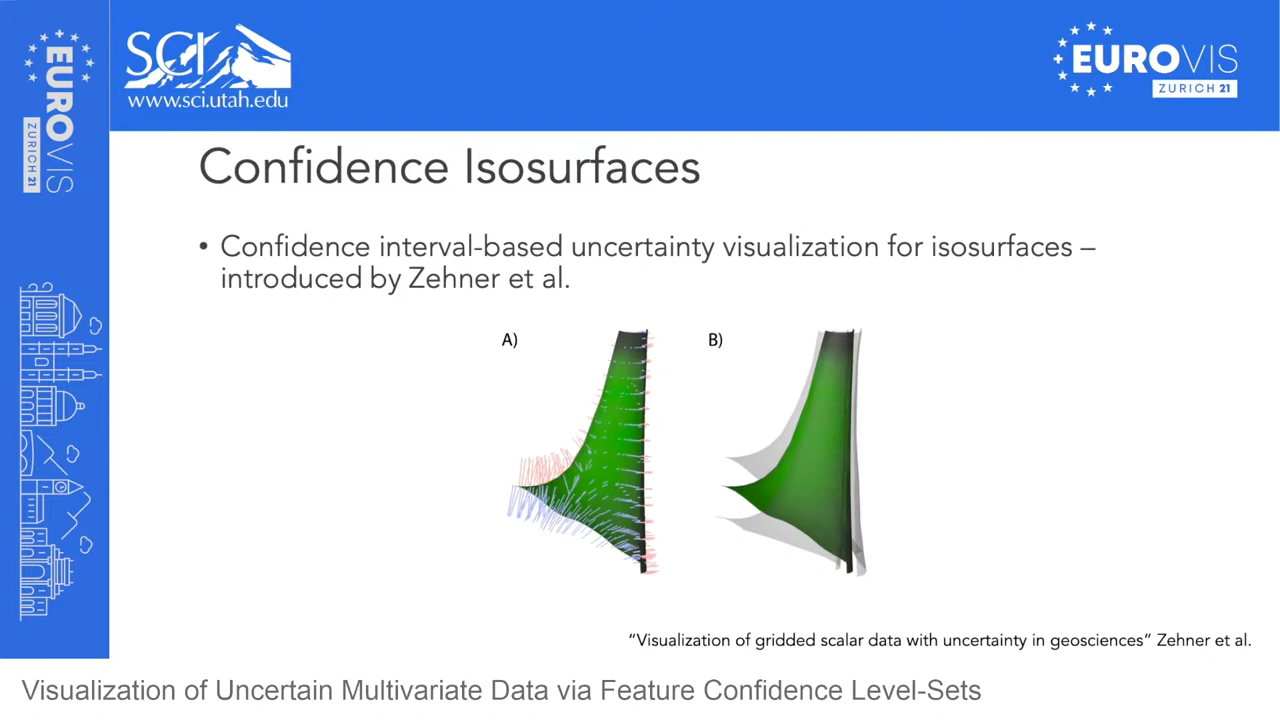 EUROVIS
ZURICH 21
SCI
www.sci.utah.edu
EUROVIS
ZURICH 21
Confidence Isosurfaces
• Confidence interval-based uncertainty visualization for isosurfaces –
introduced by Zehner et al.
A)
B)
“Visualization of gridded scalar data with uncertainty in geosciences” Zehner et al.
Visualization of Uncertain Multivariate Data via Feature Confidence Level-Sets